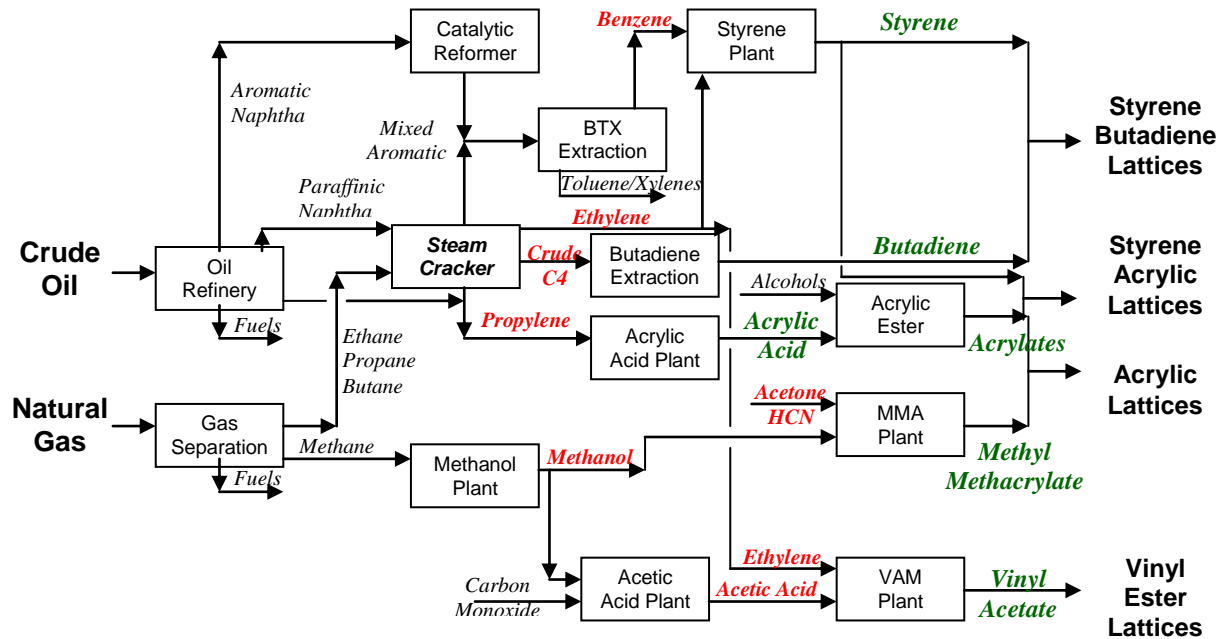 Catalytic
Reformer
Benzene
Styrene
Plant
Styrene
Aromatic
Naphtha
Mixed
Aromatic
BTX
Extraction
Toluene/Xylenes
Styrene
Butadiene
Lattices
Paraffinic
Naphtha
Ethylene
Crude
Oil
Oil
Refinery
Steam
Cracker
Crude
C4
Butadiene
Extraction
Butadiene
Styrene
Acrylic
Lattices
Alcohols
Acrylic
Ester
Fuels
Ethane
Propane
Butane
Propylene
Acrylic
Acid Plant
Acrylic
Acid
Acrylates
Acrylic
Lattices
Natural
Gas
Gas
Separation
Methane
Fuels
Methanol
Plant
Methanol
Acetone
HCN
MMA
Plant
Methyl
Methacrylate
Carbon
Monoxide
Acetic
Acid Plant
Ethylene
Acetic Acid
VAM
Plant
Vinyl
Acetate
Vinyl
Ester
Lattices